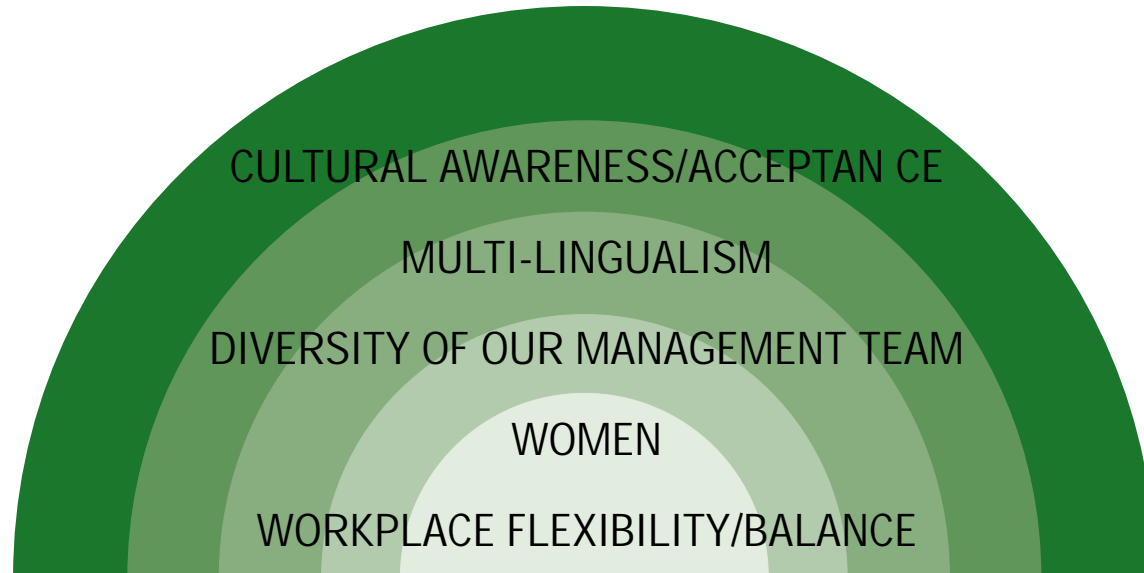 CULTURAL AWARENESS/ACCEPTAN CE
MULTI-LINGUALISM
DIVERSITY OF OUR MANAGEMENT TEAM
WOMEN
WORKPLACE FLEXIBILITY/BALANCE